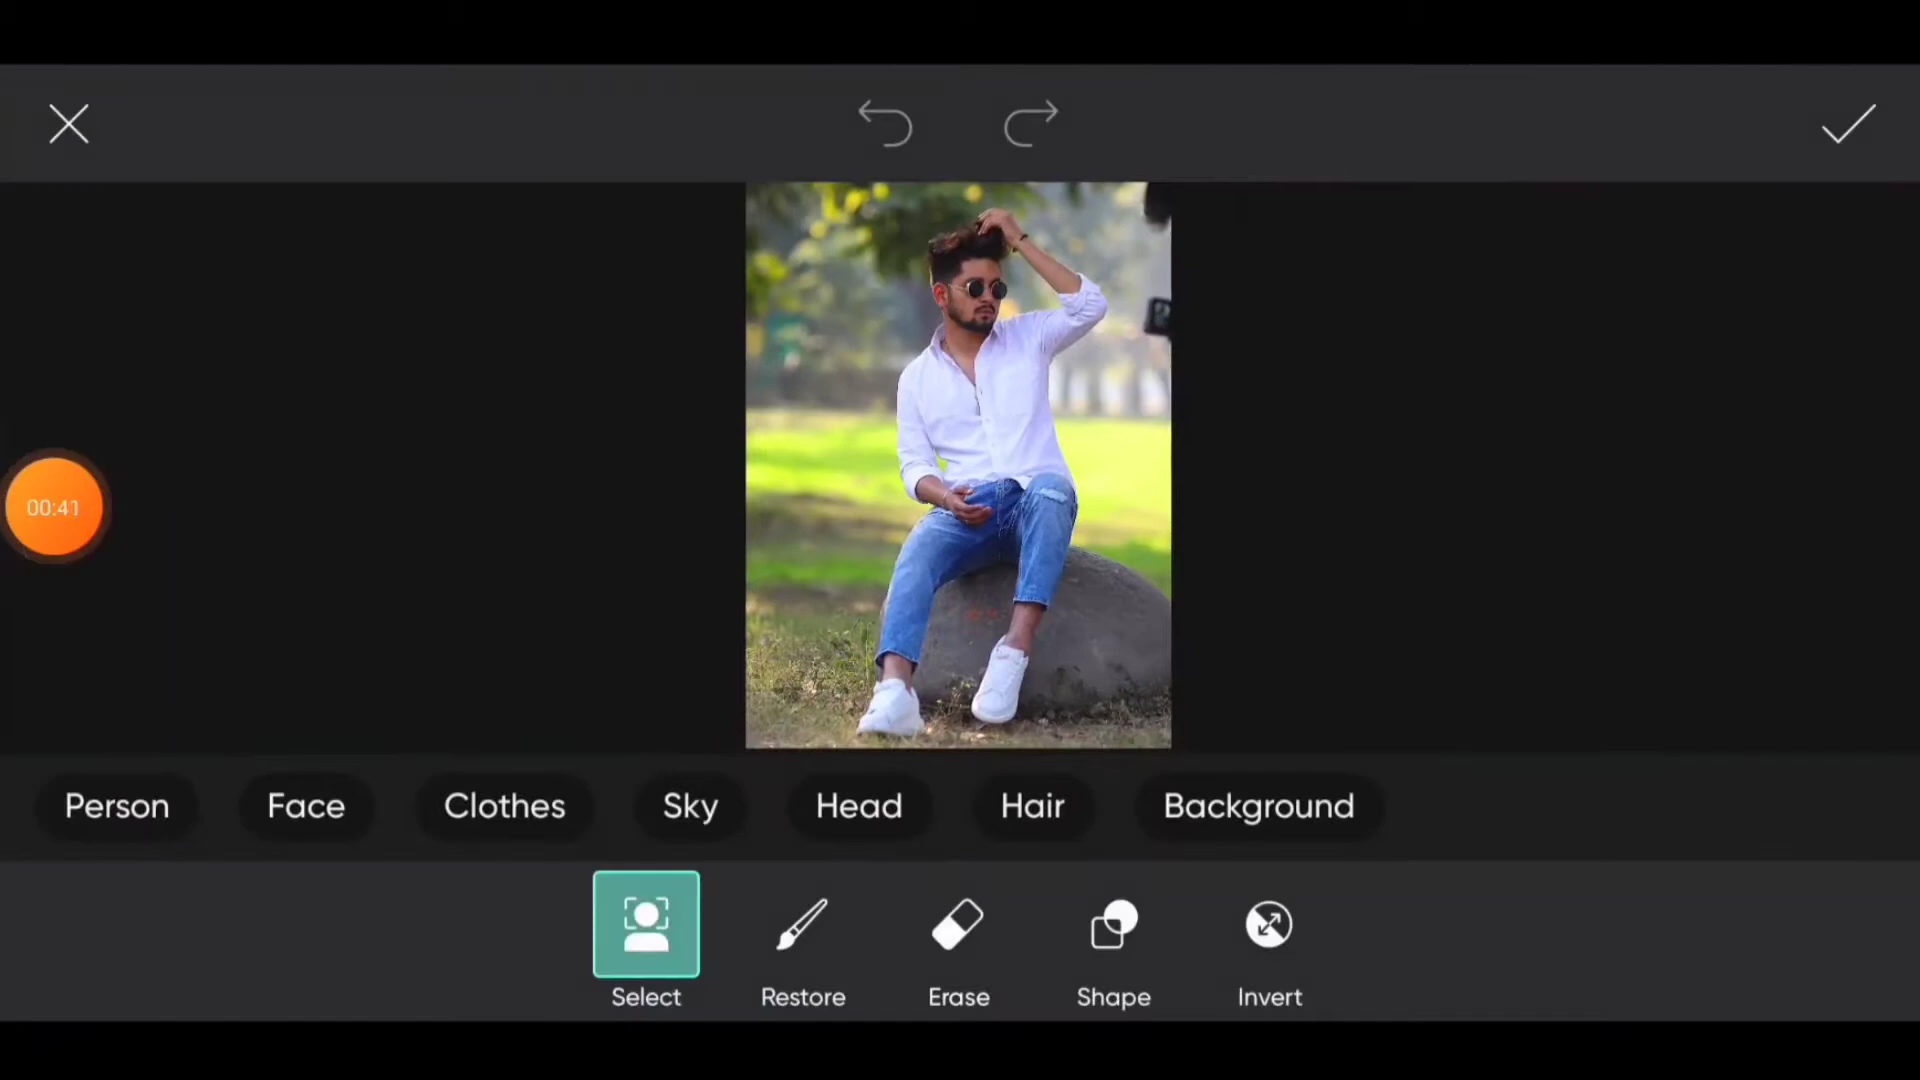 00:41
Person Face Clothes Sky Head Hair Background
Select Restore Erase Shape Invert